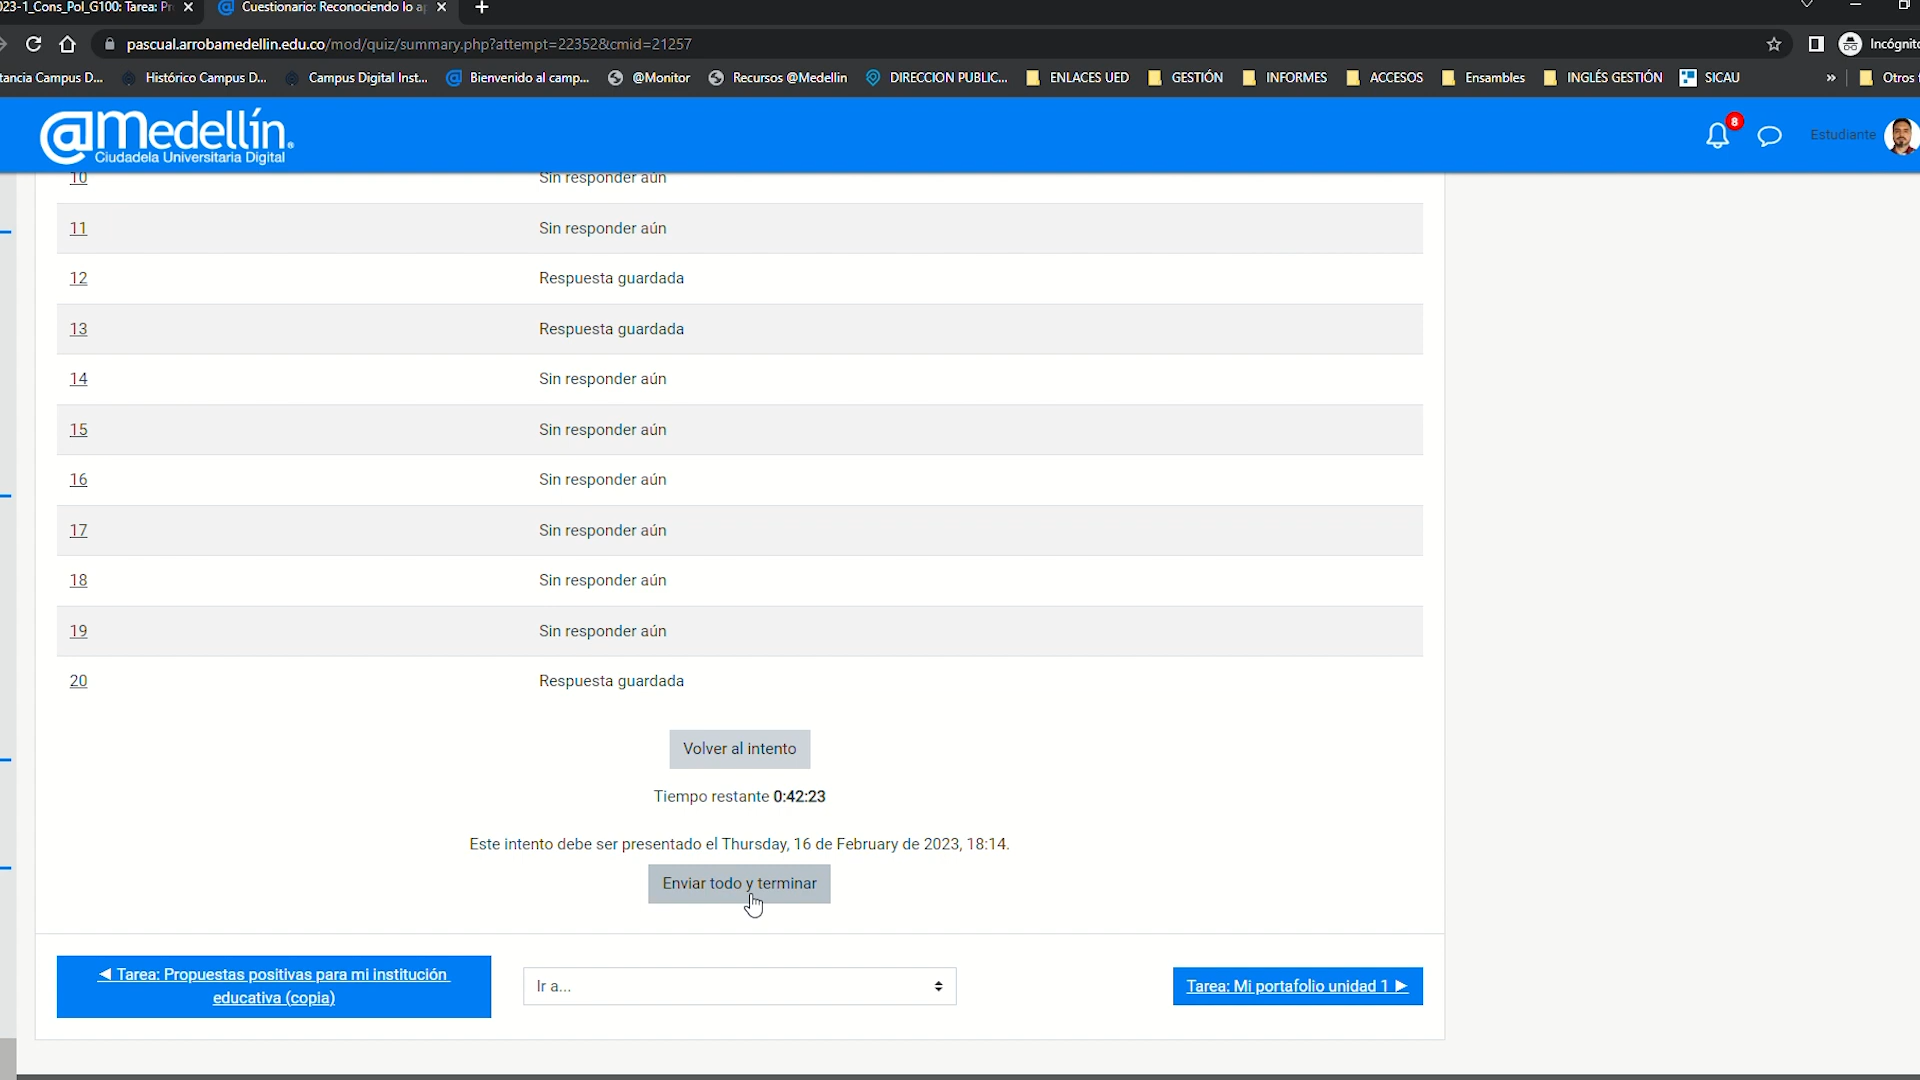 023-1_Cons_Pol_G100: Tarea: Pr
Cuestionario: Reconociendo lo ap
pascual.arrobamedellin.edu.co/mod/quiz/summary.php?attempt=22352&cmid=21257
Incógnito
tancia Campus D... Histórico Campus D... Campus Digital Inst... Bienvenido al camp... @Monitor Recursos @Medellin DIRECCION PUBLIC... ENLACES UED GESTIÓN INFORMES ACCESOS Ensambles INGLÉS GESTIÓN SICAU » Otros f
@Medellín.
Ciudadela Universitaria Digital
8
Estudiante
10 Sin responder aún
11 Sin responder aún
12 Respuesta guardada
13 Respuesta guardada
14 Sin responder aún
15 Sin responder aún
16 Sin responder aún
17 Sin responder aún
18 Sin responder aún
19 Sin responder aún
20 Respuesta guardada
Volver al intento
Tiempo restante 0:42:23
Este intento debe ser presentado el Thursday, 16 de February de 2023, 18:14.
Enviar todo y terminar
◀ Tarea: Propuestas positivas para mi institución
educativa (copia)
Ir a...
Tarea: Mi portafolio unidad 1 ▶